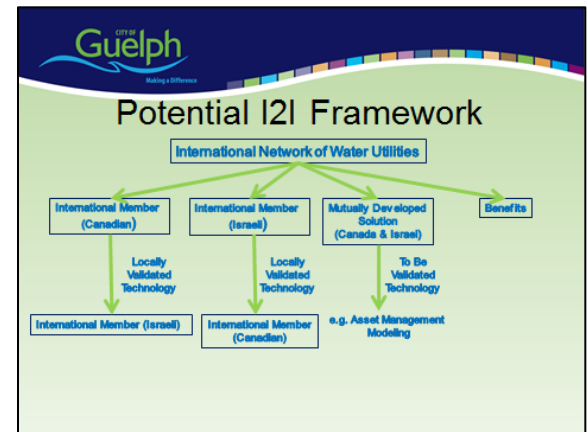 CITY OF
Guelph
Making a Difference
Potential I2I Framework
International Network of Water Utilities
International Member
(Canadian)
International Member
(Israeli)
Mutually Developed
Solution
(Canada & Israel)
Benefits
Locally
Validated
Technology
Locally
Validated
Technology
To Be
Validated
Technology
International Member (Israeli)
International Member
(Canadian)
e.g. Asset Management
Modeling